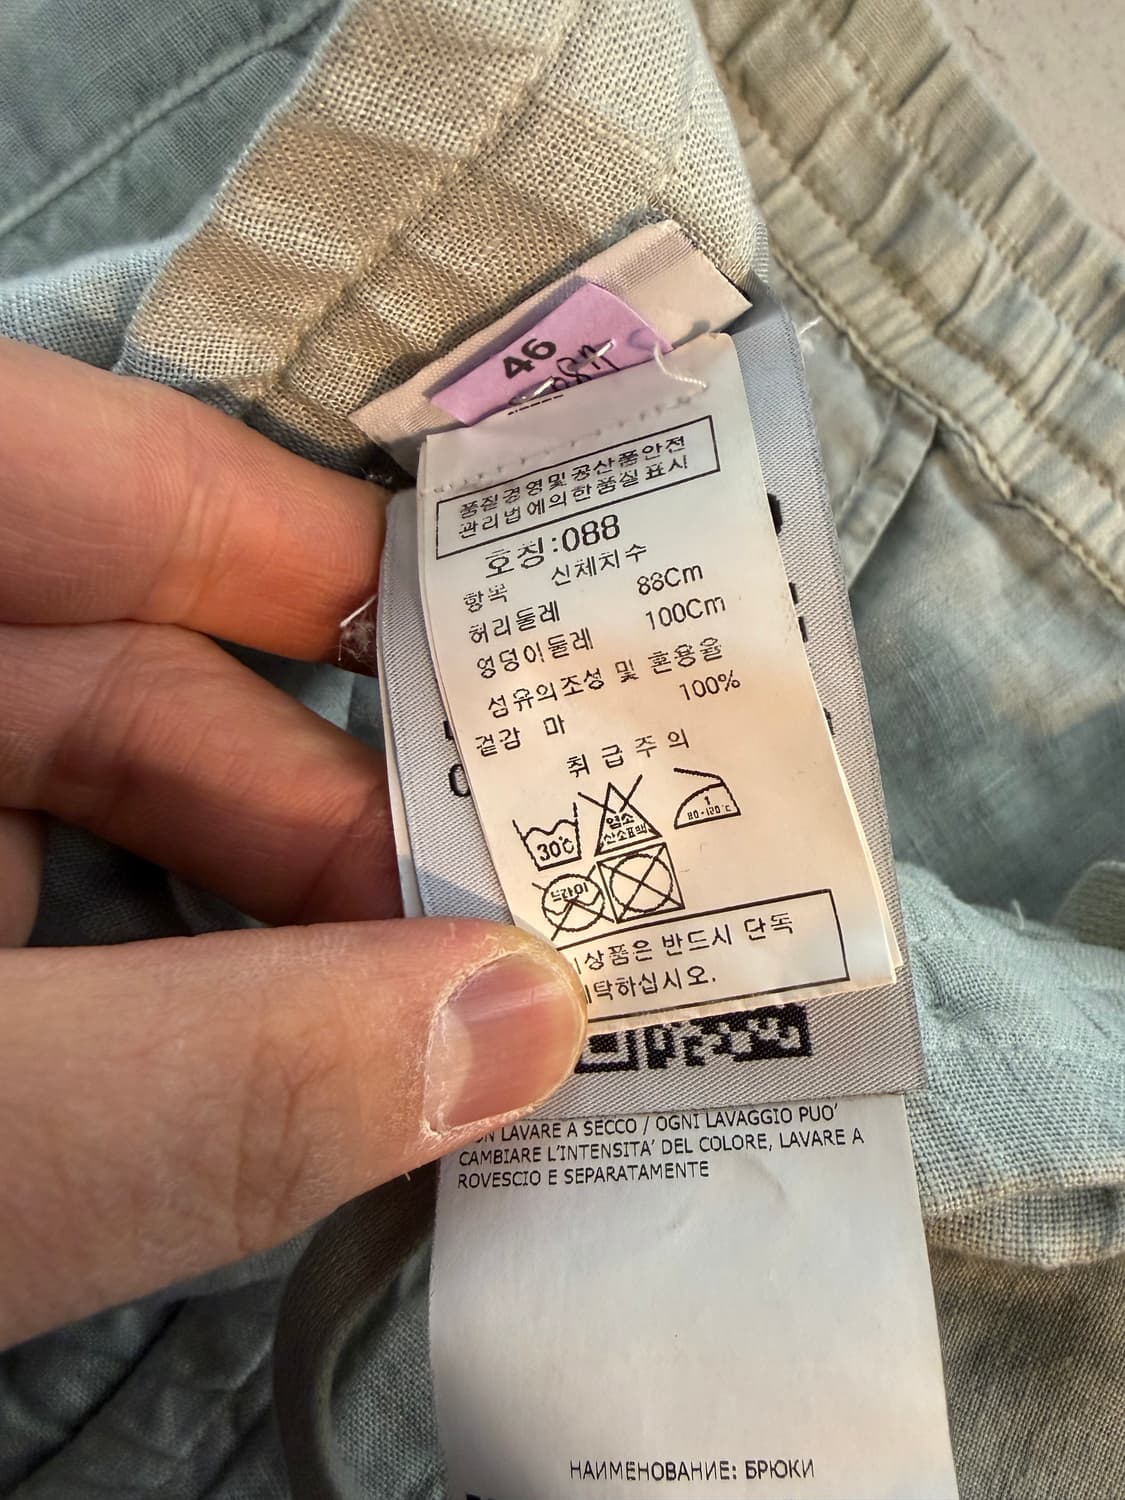 46
품질경영및공산품안전
관리법에의한품질표시
호칭:088
항목 신체치수
허리둘레 88Cm
엉덩이둘레 100Cm
섬유의조성 및 혼용율
겉감 마 100%
취급주의
30℃
염소
산소표백
1
80-120℃
드라이
상품은 반드시 단독
탁하십시오.
LAVARE A SECCO / OGNI LAVAGGIO PUO'
CAMBIARE L'INTENSITA' DEL COLORE, LAVARE A
ROVESCIO E SEPARATAMENTE
НАИМЕНОВАНИЕ: БРЮКИ